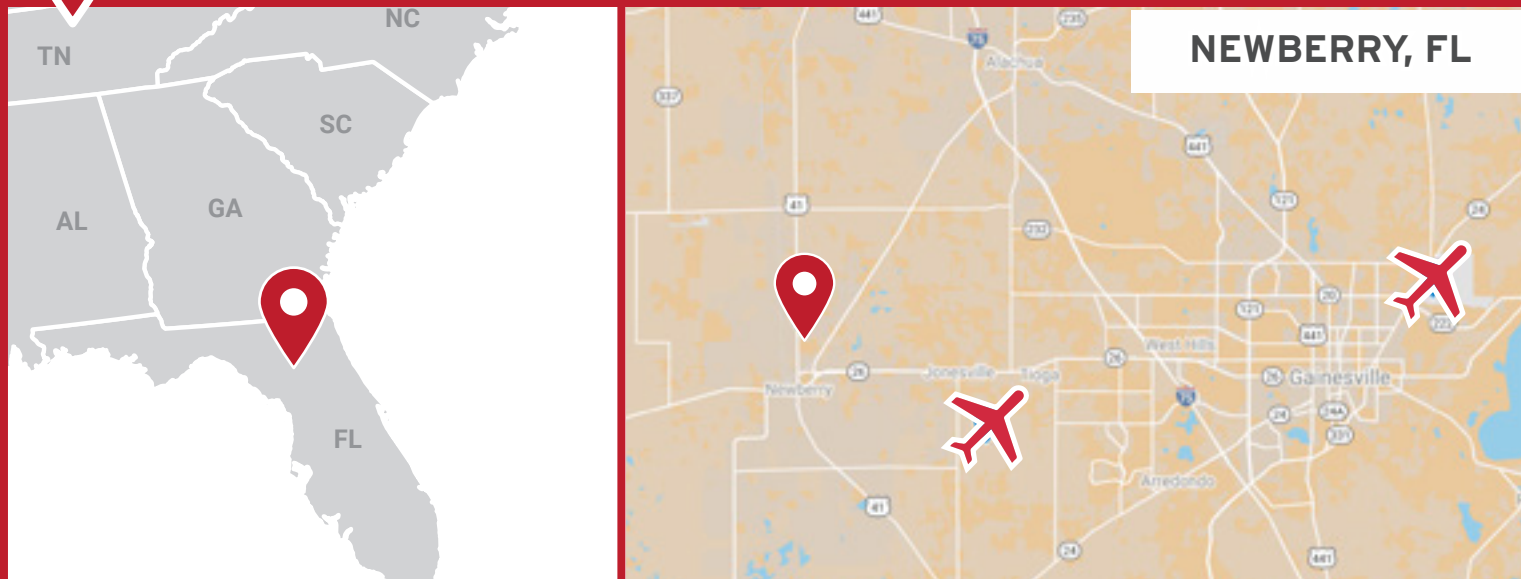 NC
TN
SC
GA
AL
FL
NEWBERRY, FL
441
235
75
Alachua
337
441
121
41
24
232
20
121
441
West Hills
26
26
Jonesville
Tioga
26
Gainesville
Newberry
75
24
24A
331
Arredondo
41
24
441